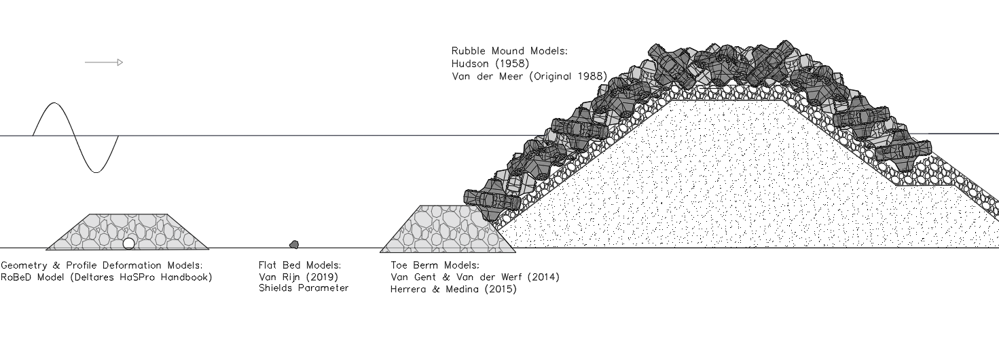 Rubble Mound Models:
Hudson (1958)
Van der Meer (Original 1988)
Geometry & Profile Deformation Models:
RoBeD Model (Deltares HaSPro Handbook)
Flat Bed Models:
Van Rijn (2019)
Shields Parameter
Toe Berm Models:
Van Gent & Van der Werf (2014)
Herrera & Medina (2015)